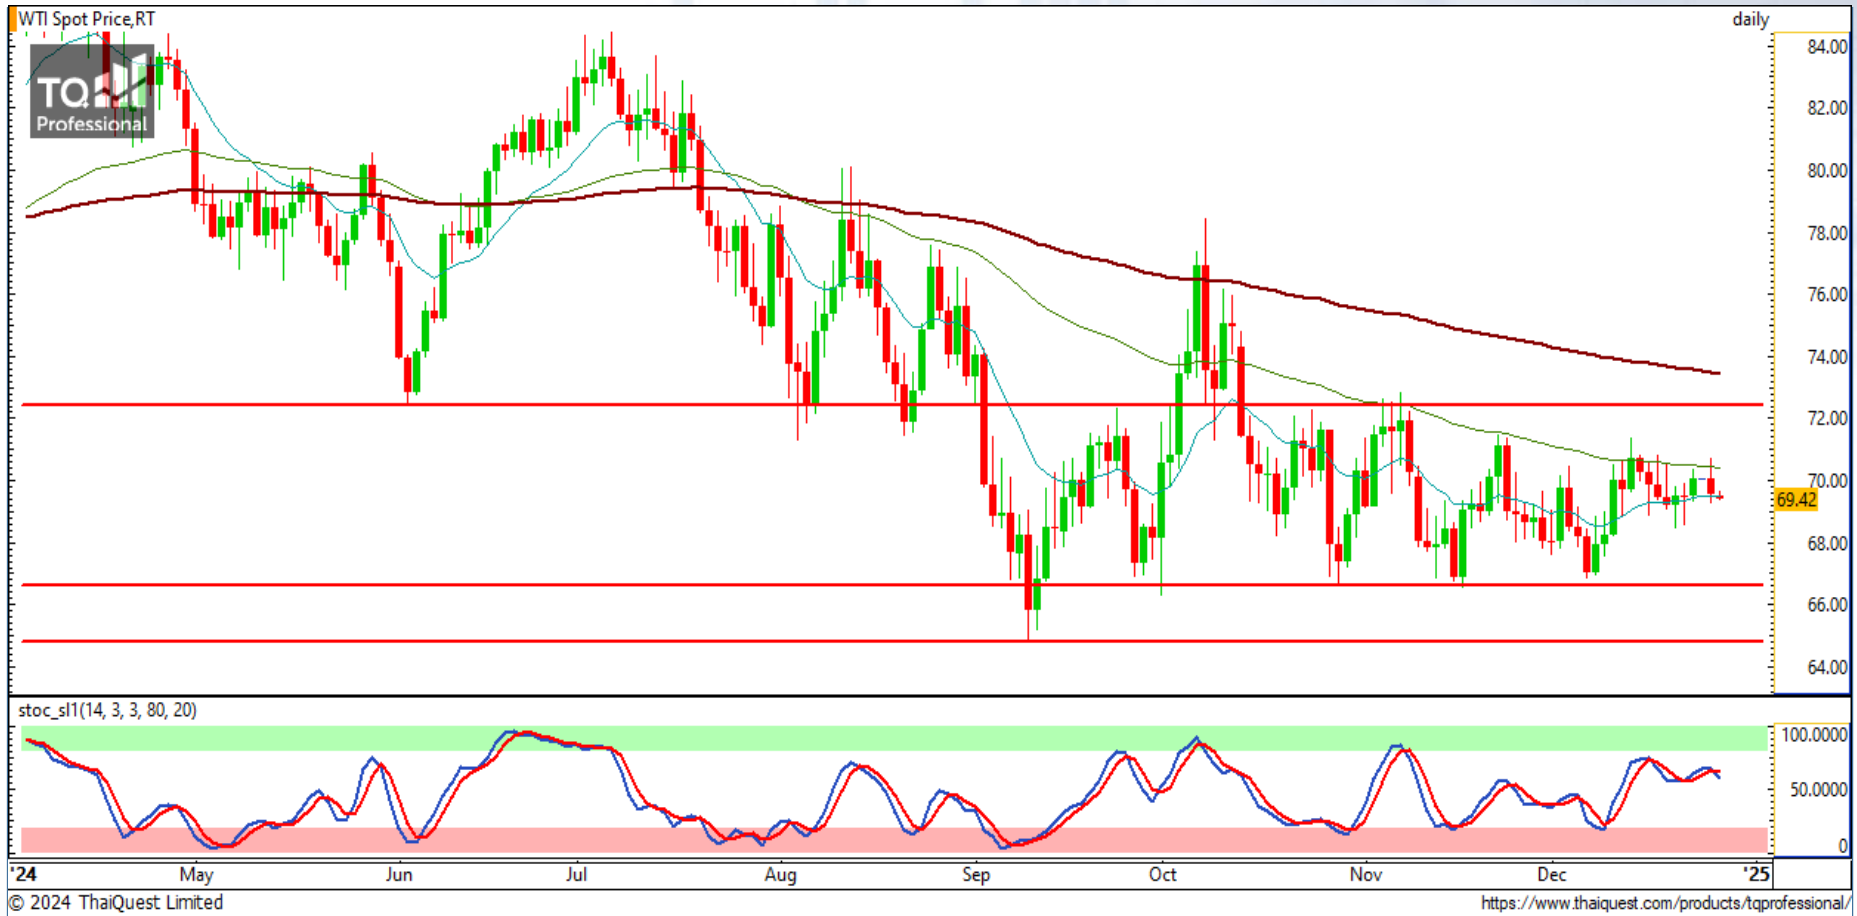 WTI Spot Price,RT
daily
TQ
Professional
84.00
82.00
80.00
78.00
76.00
74.00
72.00
70.00
69.42
68.00
66.00
64.00
stoc_sl1(14, 3, 3, 80, 20)
100.0000
50.0000
0
'24 May Jun Jul Aug Sep Oct Nov Dec '25
© 2024 ThaiQuest Limited
https://www.thaiquest.com/products/tqprofessional/